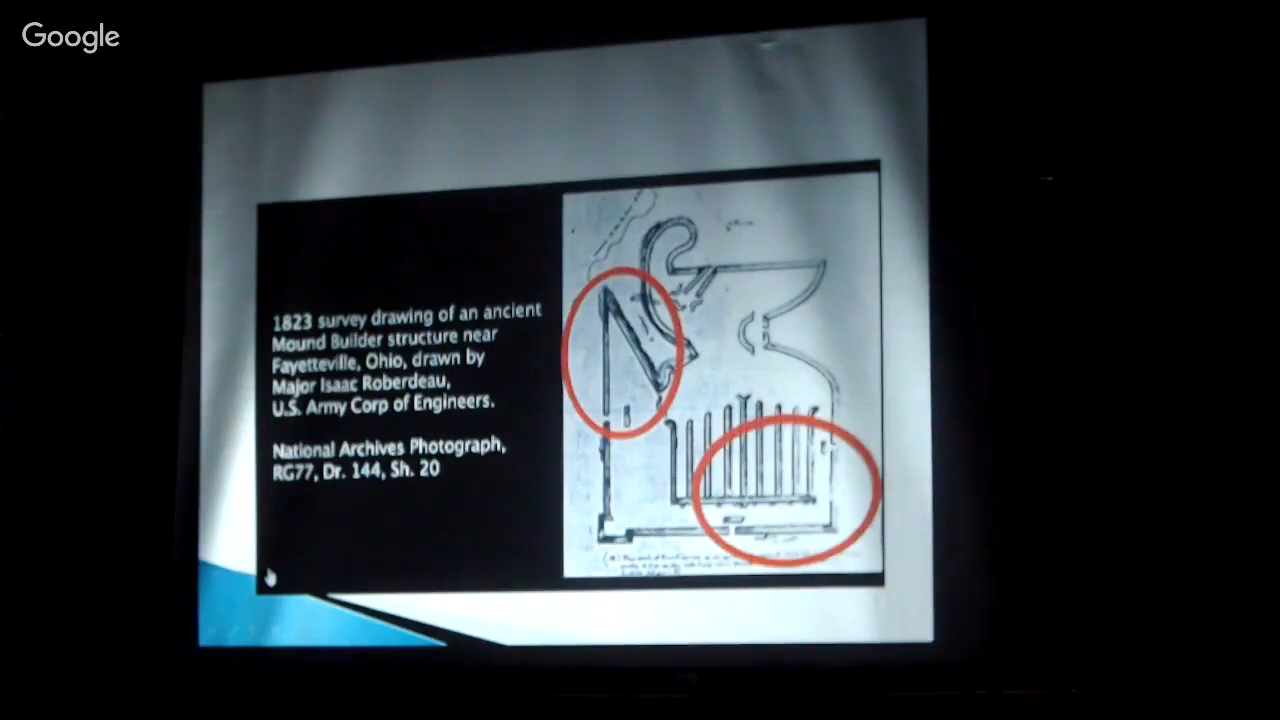 Google
1823 survey drawing of an ancient
Mound Builder structure near
Fayetteville, Ohio, drawn by
Major Isaac Roberdeau,
U.S. Army Corp of Engineers.
National Archives Photograph,
RG77, Dr. 144, Sh. 20